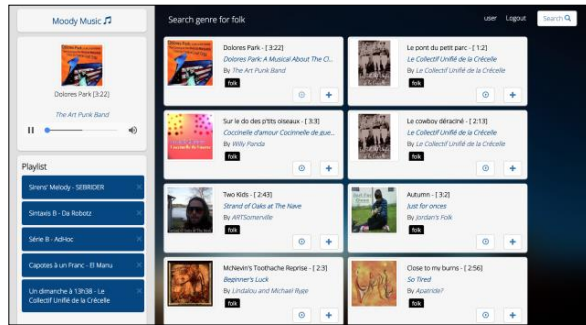 Moody Music
Search genre for folk
user
Logout
Search
Dolores Park [3:22]
The Art Punk Band
Playlist
Sirens' Melody - SEBRIDER
Sintaxis B - Da Robotz
Série B - AdHoc
Capotes à un Franc - El Manu
Un dimanche à 13h38 - Le
Collectif Unifié de la Crécelle
Dolores Park - [3:22]
Dolores Park: A Musical About The Cl...
By The Art Punk Band
folk
Le pont du petit parc - [1:2]
Le Collectif Unifié de la Crécelle
By Le Collectif Unifié de la Crécelle
folk
Sur le do des p'tits oiseaux - [3:3]
Coccinelle d'amour Cocinnelle de gue...
By Willy Panda
folk
Le cowboy déraciné - [2:13]
Le Collectif Unifié de la Crécelle
By Le Collectif Unifié de la Crécelle
folk
Two Kids - [2:43]
Strand of Oaks at The Nave
By ARTSomerville
folk
Autumn - [3:2]
Just for onces
By Jordan's Folk
folk
McNevin's Toothache Reprise - [2:3]
Beginner's Luck
By Lindalou and Michael Ryge
folk
Close to my burns - [2:56]
So Tired
By Apatride?
folk